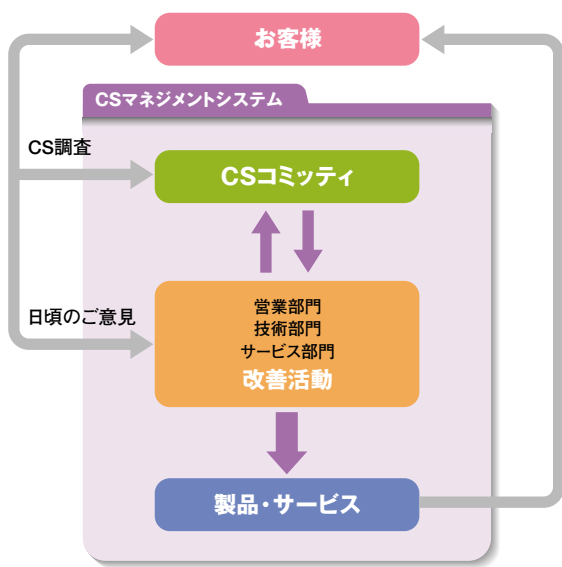 お客様
CSマネジメントシステム
CS調査
CSコミッティ
日頃のご意見
営業部門
技術部門
サービス部門
改善活動
製品・サービス